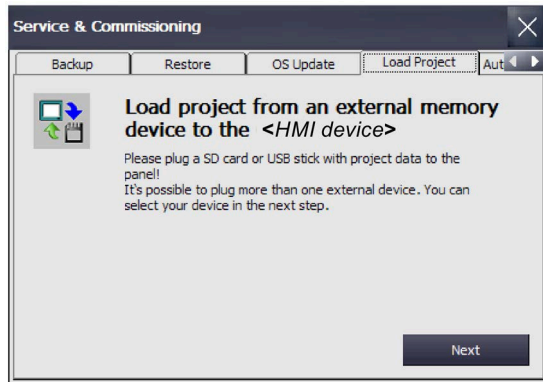 Service & Commissioning
Backup
Restore
OS Update
Load Project
Aut
Load project from an external memory
device to the <HMI device>
Please plug a SD card or USB stick with project data to the
panel!
It's possible to plug more than one external device. You can
select your device in the next step.
Next